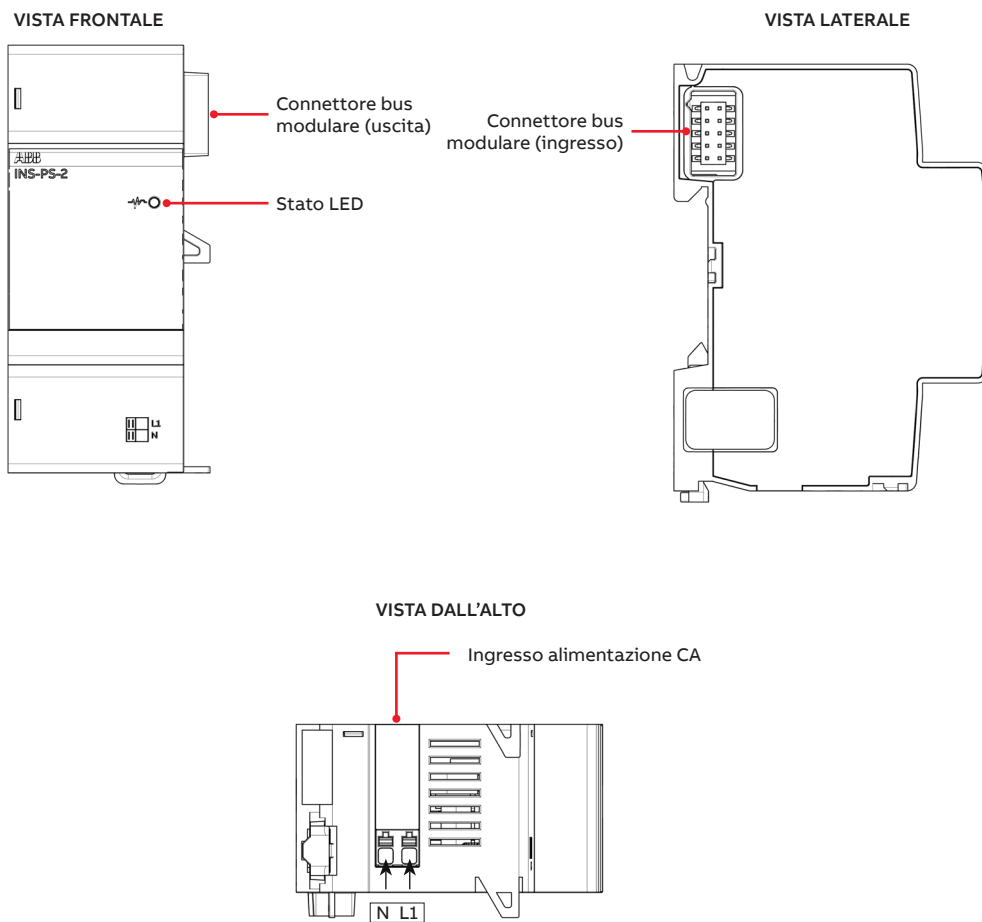 VISTA FRONTALE
VISTA LATERALE
Connettore bus
modulare (uscita)
Connettore bus
modulare (ingresso)
ABB
INS-PS-2
Stato LED
L1
N
VISTA DALL'ALTO
Ingresso alimentazione CA
N L1